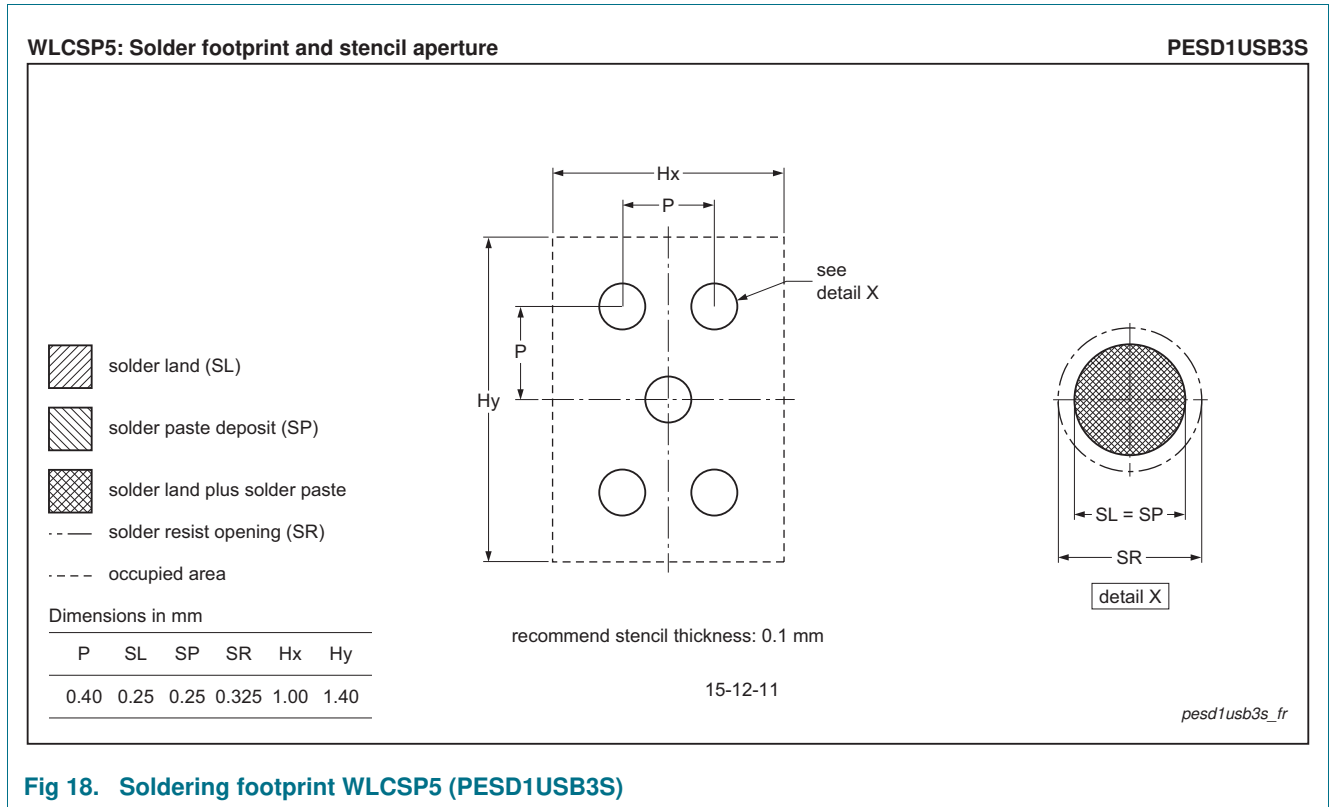 WLCSP5: Solder footprint and stencil aperture PESD1USB3S
Hx
P
see
detail X
P
Hy
solder land (SL)
solder paste deposit (SP)
solder land plus solder paste
solder resist opening (SR)
occupied area
SL = SP
SR
detail X
Dimensions in mm
P SL SP SR Hx Hy
0.40 0.25 0.25 0.325 1.00 1.40
recommend stencil thickness: 0.1 mm
15-12-11
pesd1usb3s_fr
Fig 18. Soldering footprint WLCSP5 (PESD1USB3S)